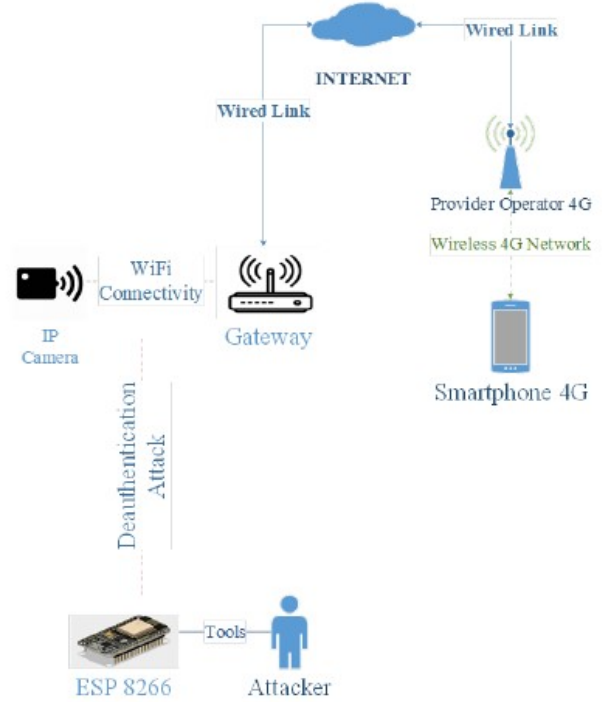 Wired Link
INTERNET
Wired Link
Provider Operator 4G
Wireless 4G Network
WiFi
Connectivity
IP
Camera
Gateway
Smartphone 4G
Deauthentication
Attack
Tools
ESP 8266
Attacker